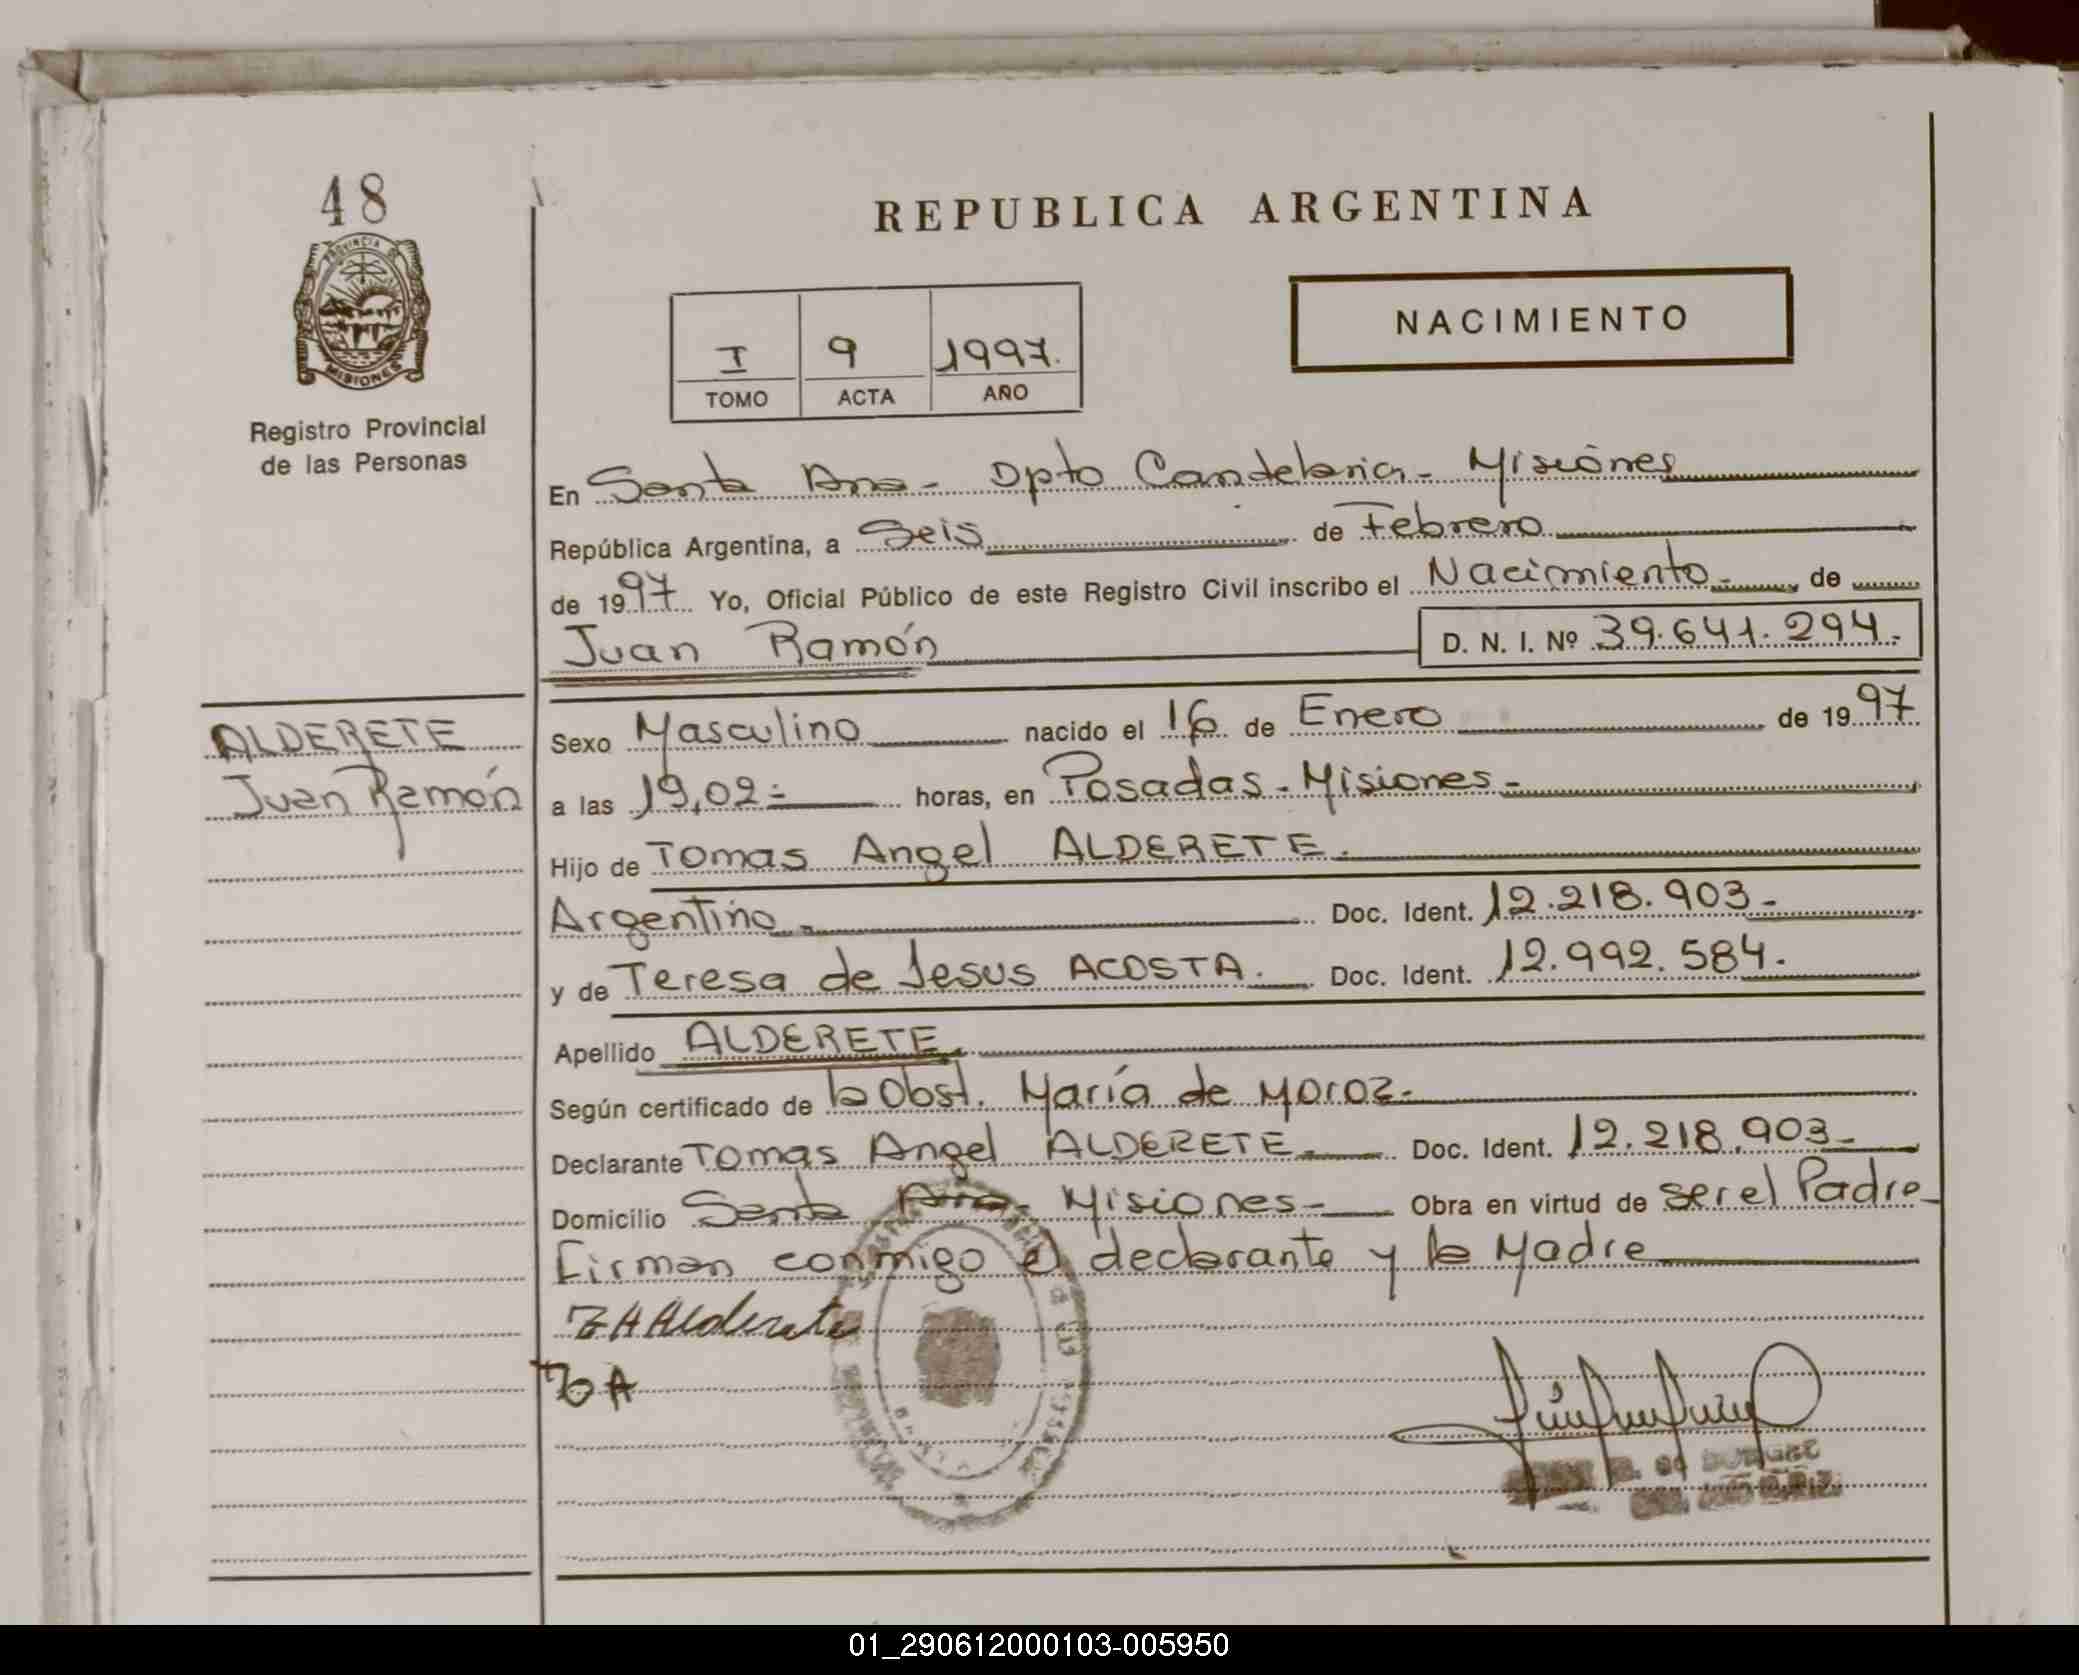 48
PROVINCIA DE
MISIONES
Registro Provincial
de las Personas
REPUBLICA ARGENTINA
NACIMIENTO
I 9 1997.
TOMO ACTA AÑO
En Santa Ana - Dpto Candelaria - Misiones
República Argentina, a Seis de Febrero
de 1997 Yo, Oficial Público de este Registro Civil inscribo el Nacimiento - de
Juan Ramón D. N. I. Nº 39.641.294.-
ALDERETE
Juan Ramón
Sexo Masculino nacido el 16 de Enero de 1997
a las 19,02 = horas, en Posadas - Misiones -
Hijo de Tomas Angel ALDERETE.
Argentino. Doc. Ident. 12.218.903 -
y de Teresa de Jesus ACOSTA. Doc. Ident. 12.992.584.
Apellido ALDERETE.
Según certificado de la Obst. María de Moroz.
Declarante Tomas Angel ALDERETE. Doc. Ident. 12.218.903 -
Domicilio Santa Ana - Misiones - Obra en virtud de ser el Padre -
Firman conmigo el declarante y la Madre
T A Alderete
01_290612000103-005950